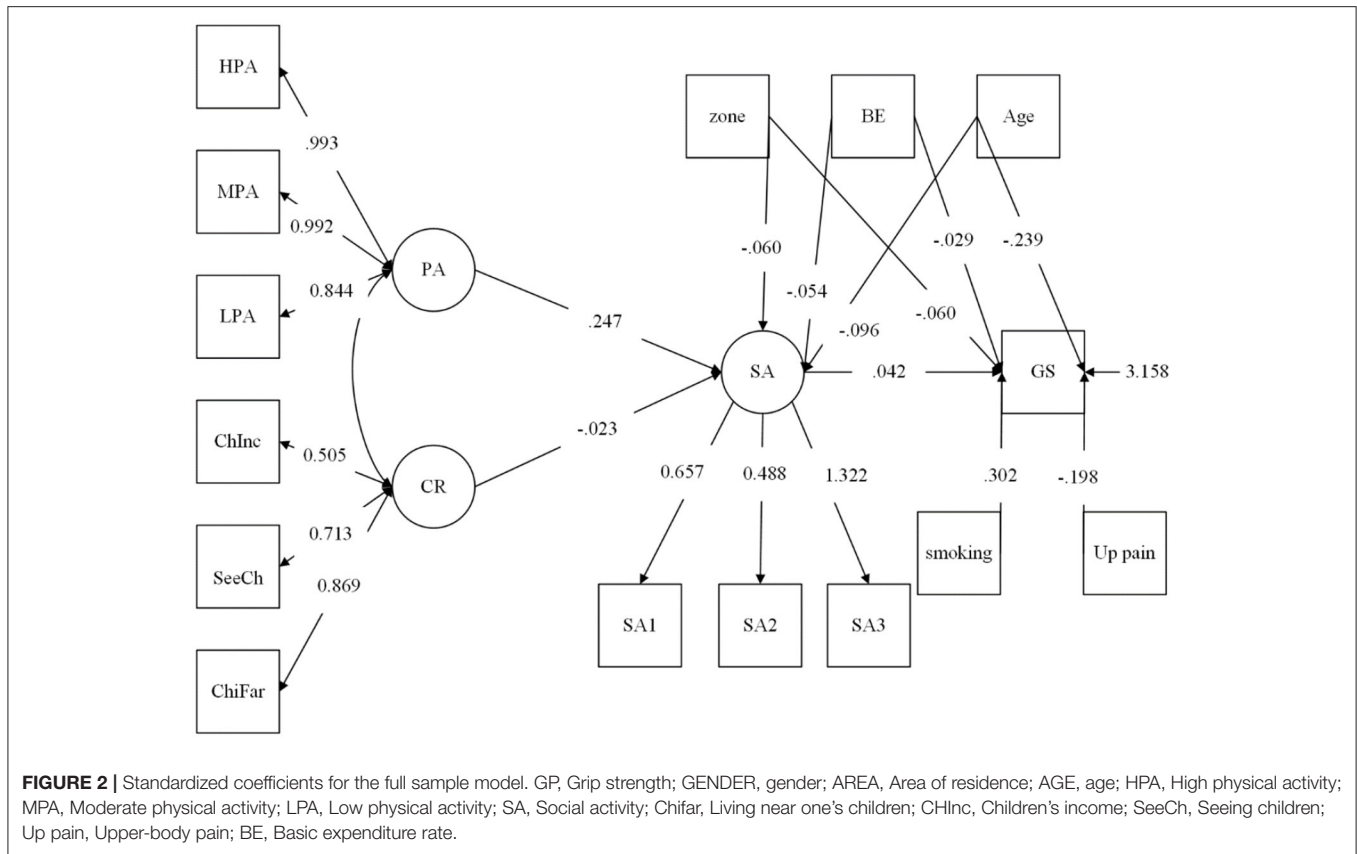 HPA
.993
MPA
0.992
LPA
0.844
PA
ChInc
0.505
CR
SeeCh
0.713
0.869
ChiFar
.247
-.023
zone
BE
Age
-.060
-.054
-.096
-.060
-.029
-.239
SA
.042
GS
3.158
0.657
0.488
1.322
.302
-.198
smoking
Up pain
SA1
SA2
SA3
FIGURE 2 | Standardized coefficients for the full sample model. GP, Grip strength; GENDER, gender; AREA, Area of residence; AGE, age; HPA, High physical activity;
MPA, Moderate physical activity; LPA, Low physical activity; SA, Social activity; Chifar, Living near one's children; CHInc, Children's income; SeeCh, Seeing children;
Up pain, Upper-body pain; BE, Basic expenditure rate.